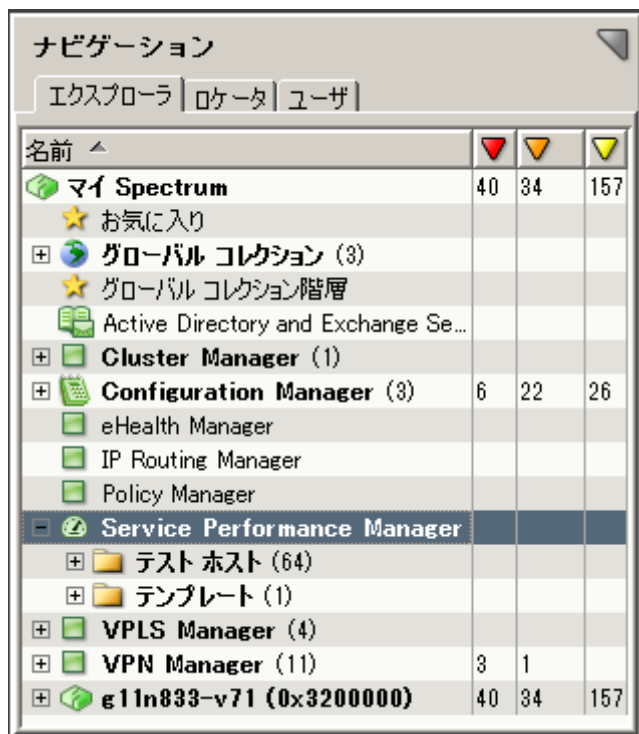 ナビゲーション
エクスプローラ ロケータ ユーザ
名前
マイ Spectrum 40 34 157
お気に入り
グローバル コレクション (3)
グローバル コレクション階層
Active Directory and Exchange Se...
Cluster Manager (1)
Configuration Manager (3) 6 22 26
eHealth Manager
IP Routing Manager
Policy Manager
Service Performance Manager
テスト ホスト (64)
テンプレート (1)
VPLS Manager (4)
VPN Manager (11) 3 1
g11n833-v71 (0x3200000) 40 34 157